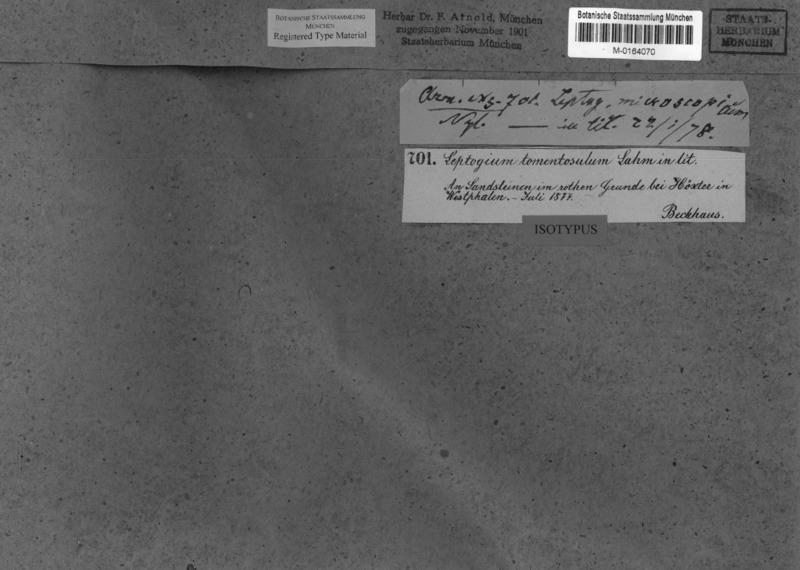 BOTANISCHE STAATSSAMMLUNG
MÜNCHEN
Registered Type Material
Herbar Dr. F. Arnold, München
zugegangen November 1901
Staatsherbarium München
Botanische Staatssammlung München
M-0164070
STAATS-
HERBARIUM
MÜNCHEN
Arn. exs. 701. Leptog. microscopicum
Nyl. — in lit. 22/1/78.
701. Leptogium tomentosulum Lahm in lit.
An Sandsteinen im rothen Grunde bei Höxter in
Westphalen. – Juli 1877.
Beckhaus.
ISOTYPUS